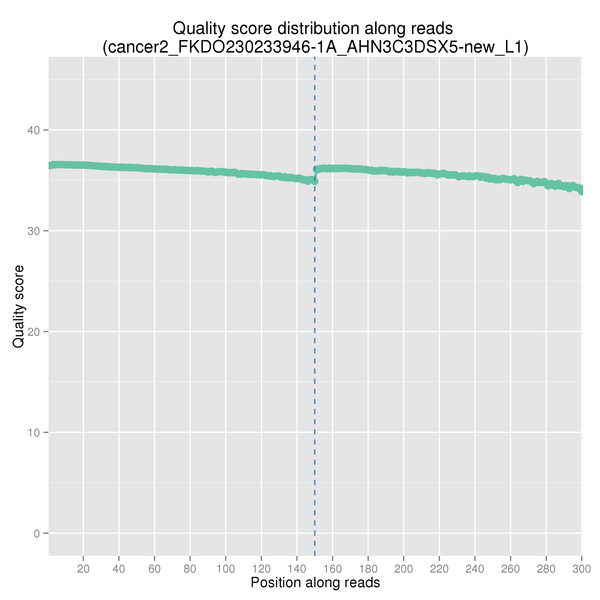 Quality score distribution along reads
(cancer2_FKDO230233946-1A_AHN3C3DSX5-new_L1)
40
30
20
10
0
Quality score
20 40 60 80 100 120 140 160 180 200 220 240 260 280 300
Position along reads